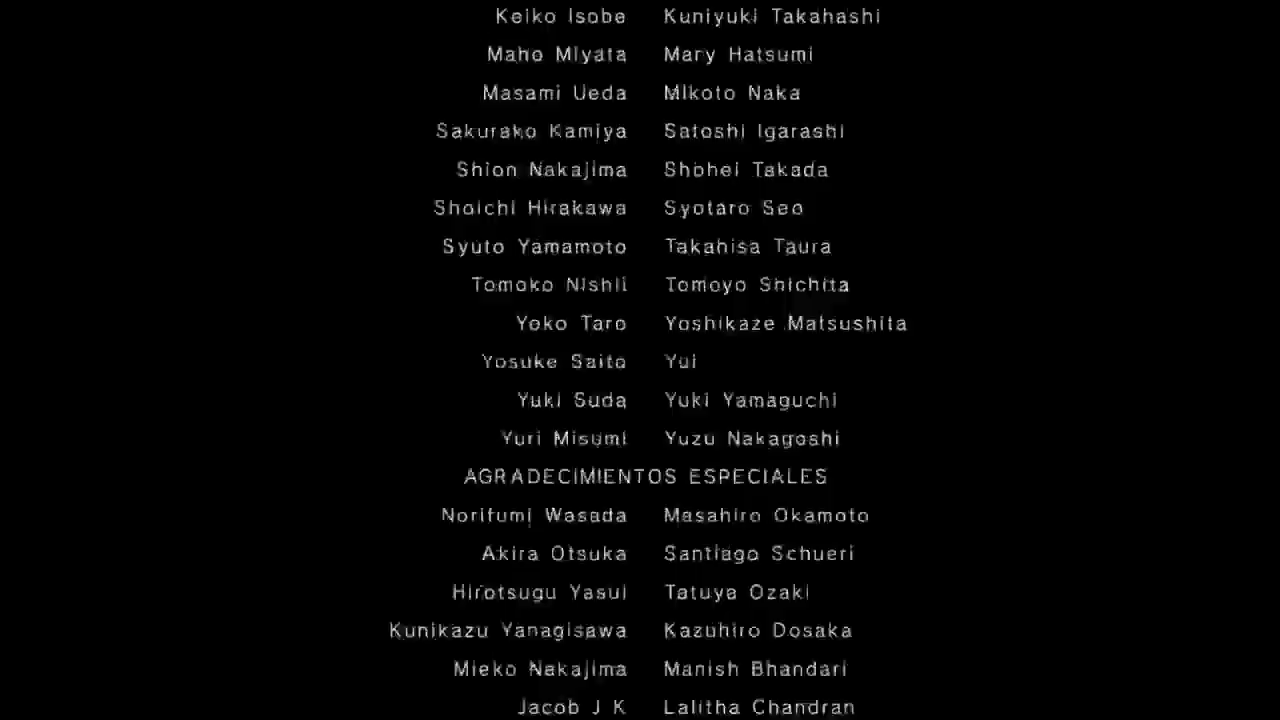 Keiko Isobe Kuniyuki Takahashi
Maho Miyata Mary Hatsumi
Masami Ueda Mikoto Naka
Sakurako Kamiya Satoshi Igarashi
Shion Nakajima Shohei Takada
Shoichi Hirakawa Syotaro Seo
Syuto Yamamoto Takahisa Taura
Tomoko Nishii Tomoyo Shichita
Yoko Taro Yoshikaze Matsushita
Yosuke Saito Yui
Yuki Suda Yuki Yamaguchi
Yuri Misumi Yuzu Nakagoshi
AGRADECIMIENTOS ESPECIALES
Norifumi Wasada Masahiro Okamoto
Akira Otsuka Santiago Schueri
Hirotsugu Yasui Tatuya Ozaki
Kunikazu Yanagisawa Kazuhiro Dosaka
Mieko Nakajima Manish Bhandari
Jacob J K Lalitha Chandran